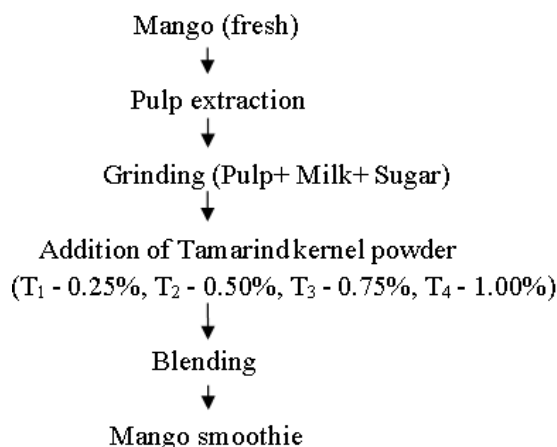 Mango (fresh)
Pulp extraction
Grinding (Pulp+ Milk+ Sugar)
Addition of Tamarind kernel powder
(T₁ - 0.25%, T₂ - 0.50%, T₃ - 0.75%, T₄ - 1.00%)
Blending
Mango smoothie